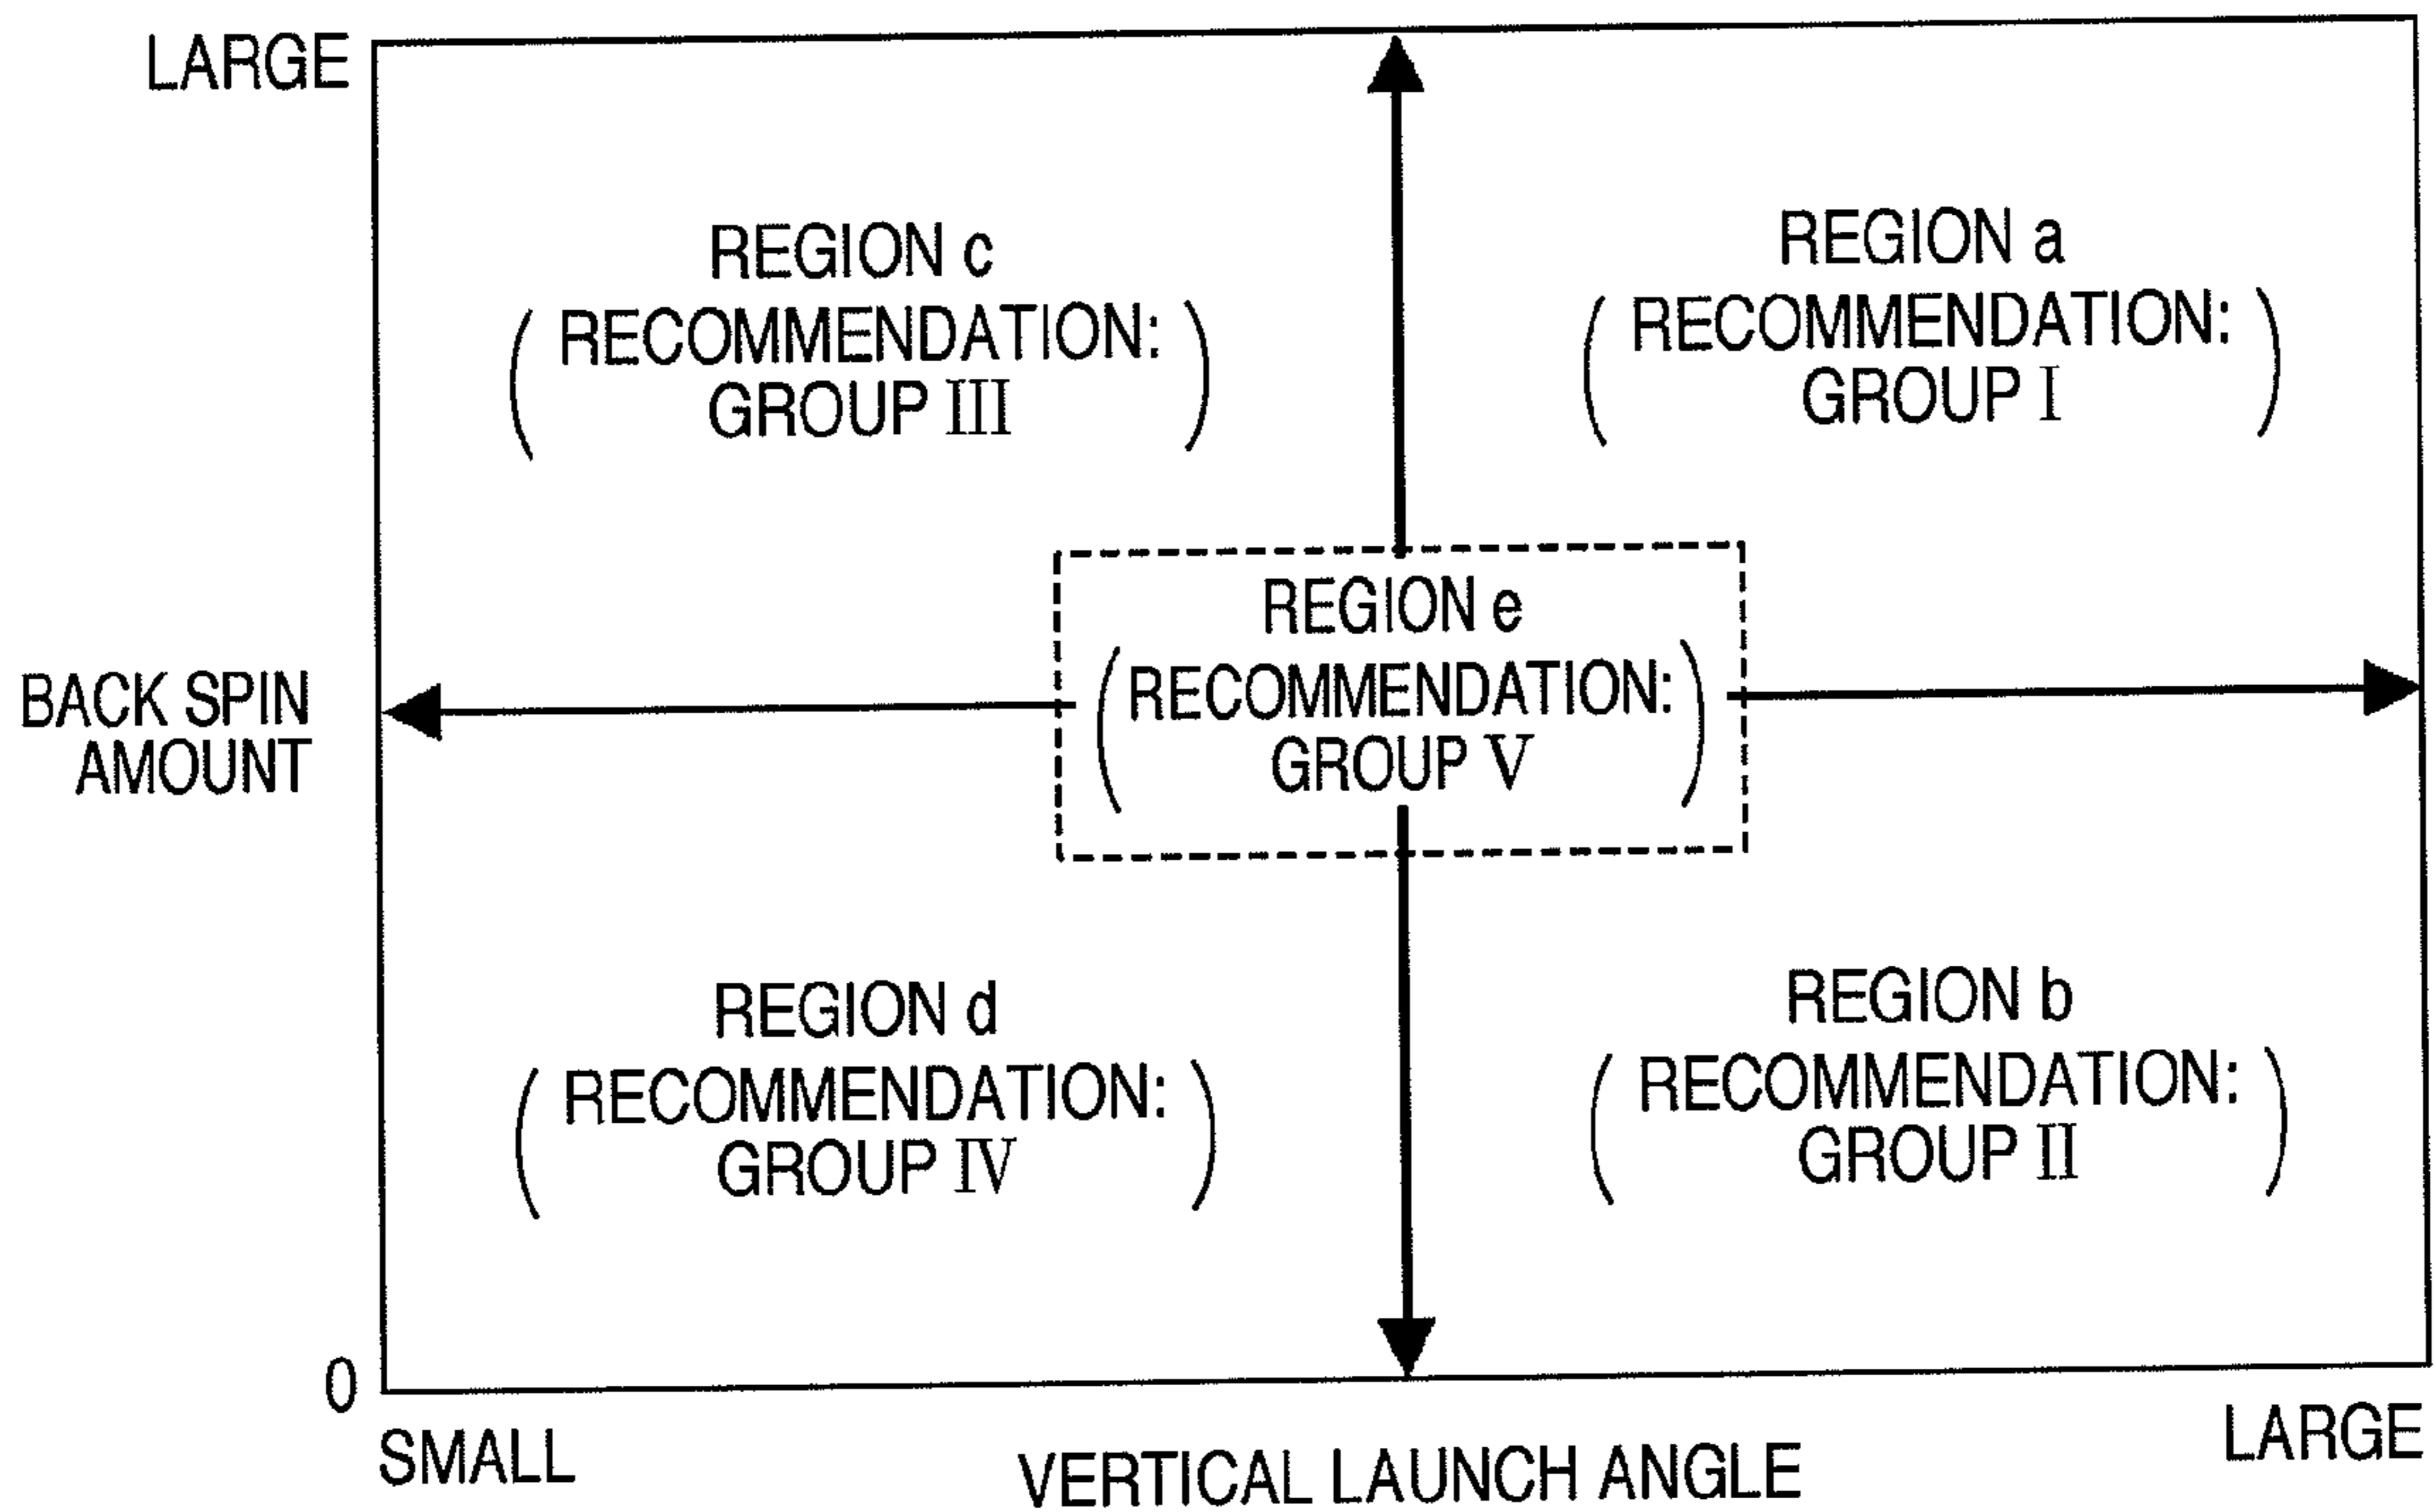 LARGE
REGION c
(RECOMMENDATION:
GROUP III)
REGION a
(RECOMMENDATION:
GROUP I)
REGION e
(RECOMMENDATION:
GROUP V)
BACK SPIN
AMOUNT
REGION d
(RECOMMENDATION:
GROUP IV)
REGION b
(RECOMMENDATION:
GROUP II)
0
SMALL
VERTICAL LAUNCH ANGLE
LARGE